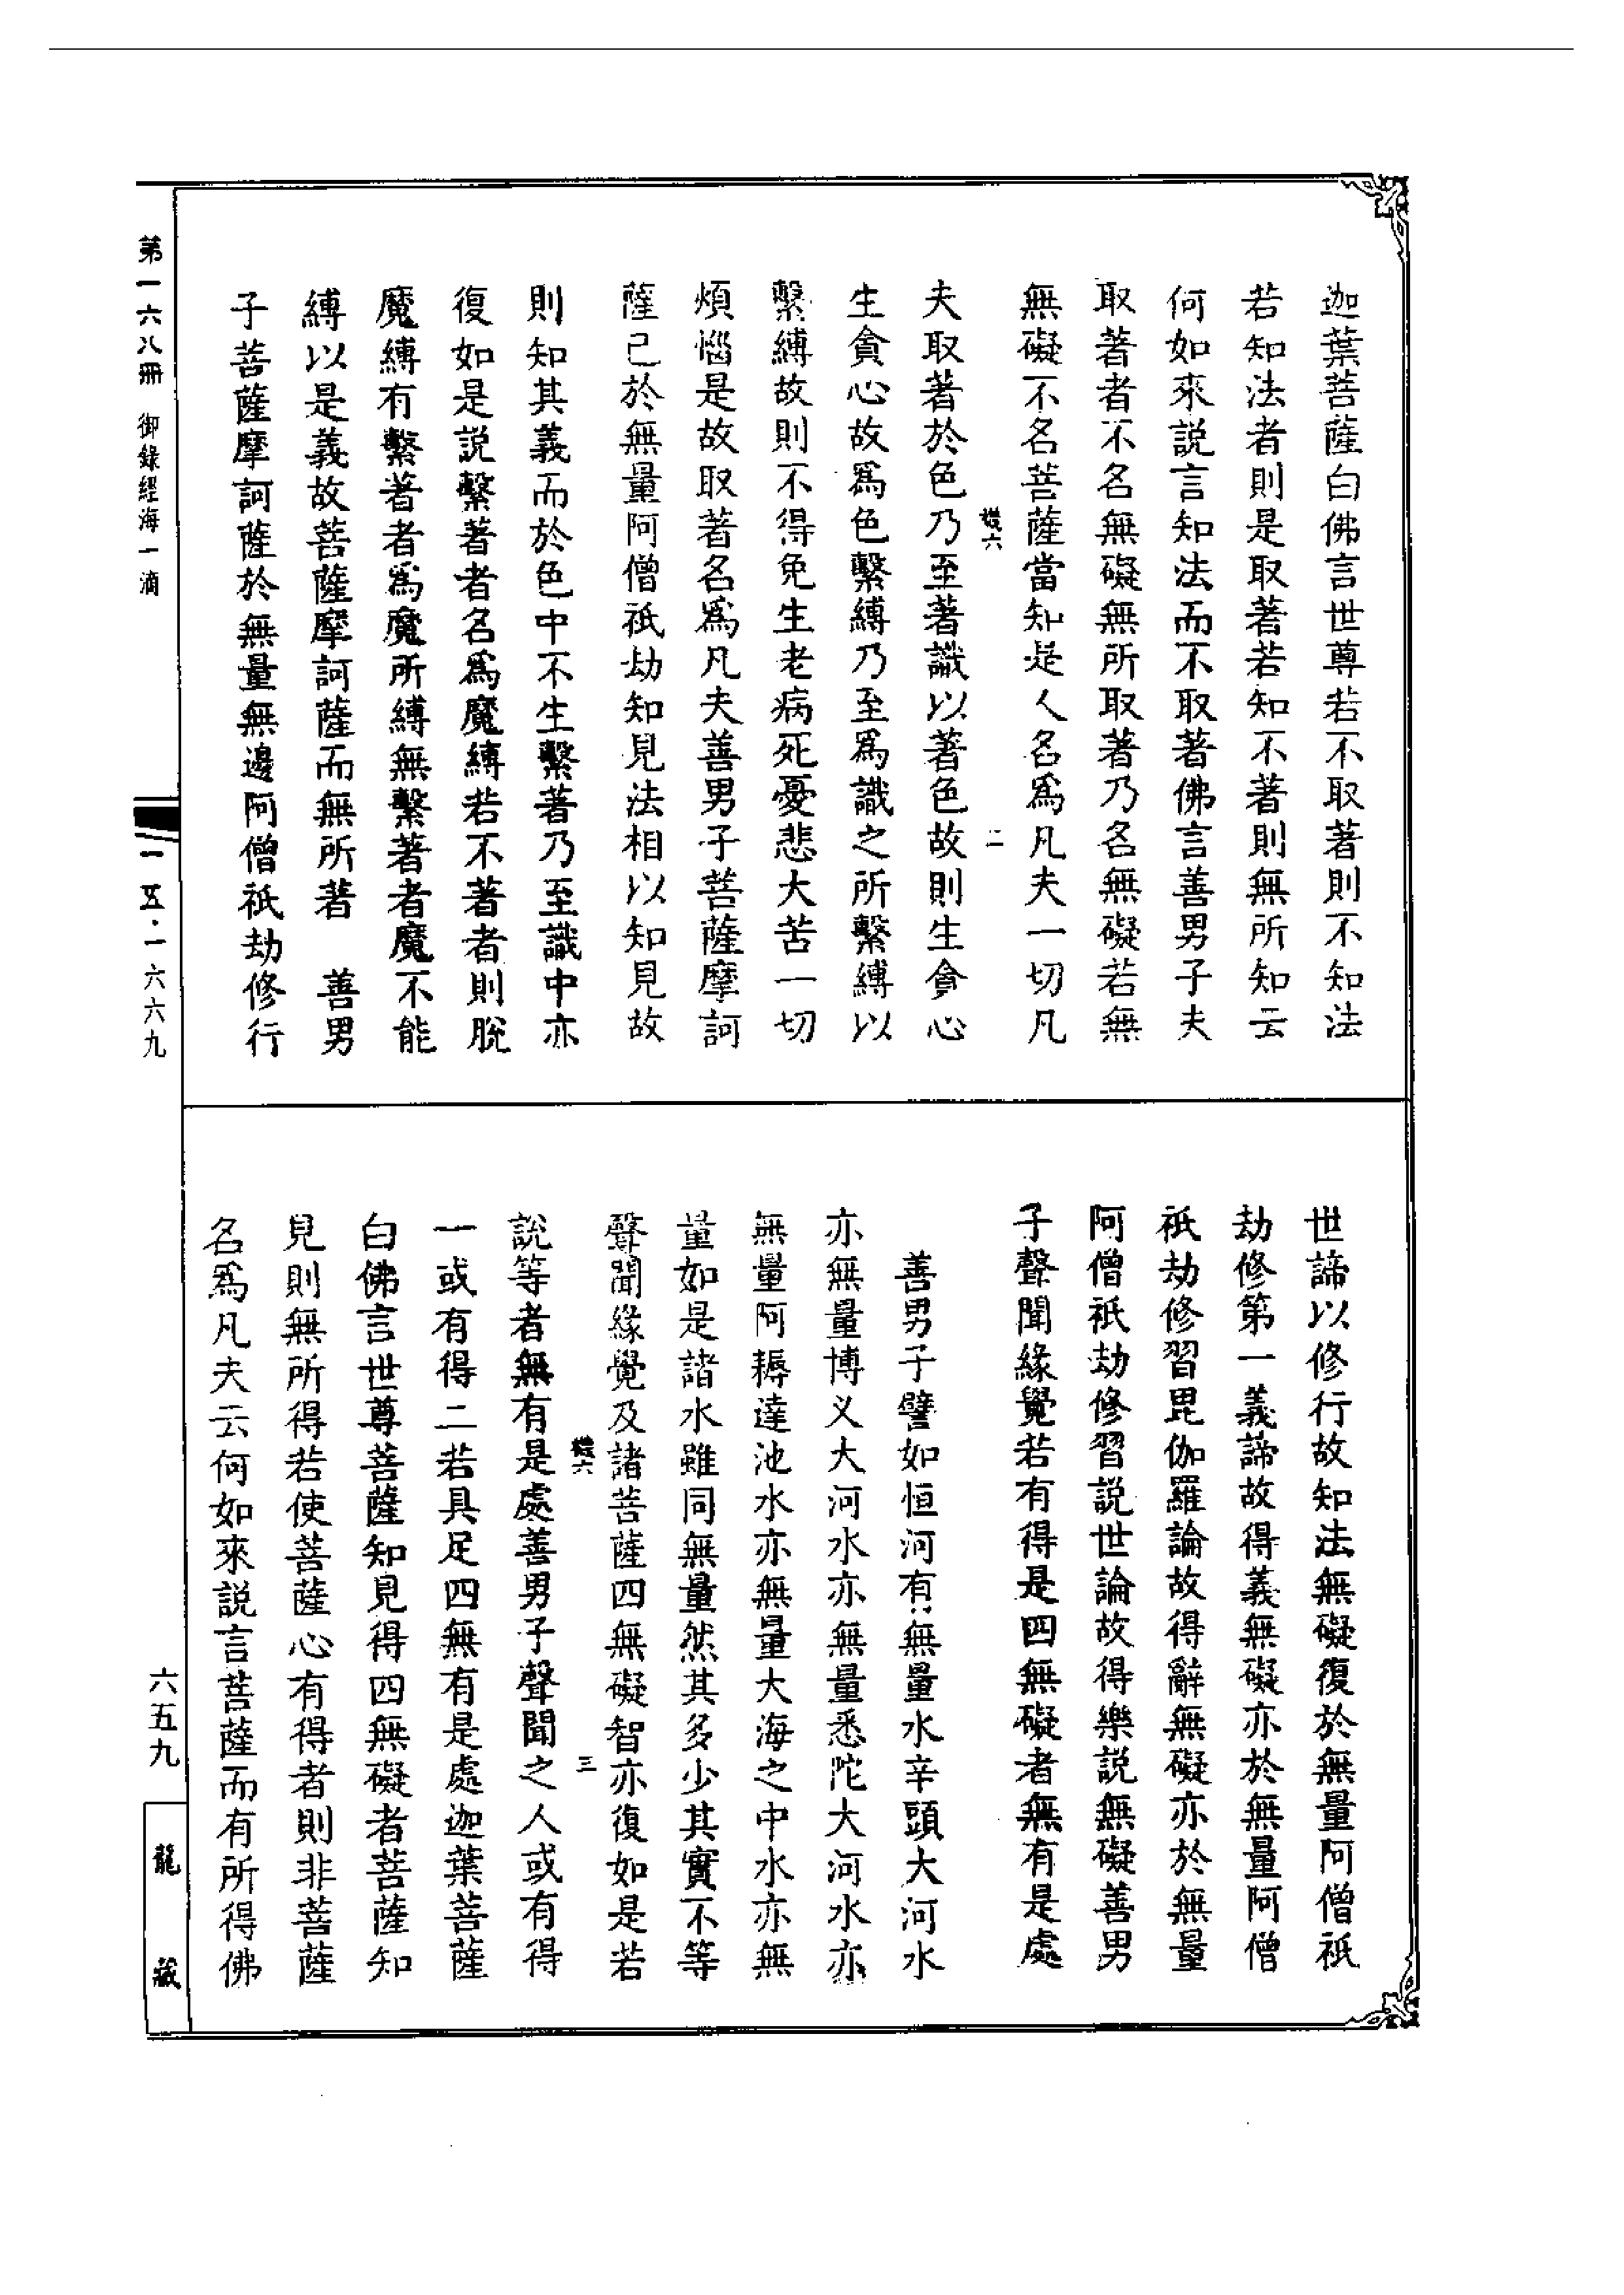 迦葉菩薩白佛言世尊若不取著則不知法
若知法者則是取著若知不著則無所知云
何如來說言知法而不取著佛言善男子夫
取著者不名無礙無所取著乃名無礙若無
無礙不名菩薩當知是人名為凡夫一切凡
夫取著於色乃至著識以著色故則生貪心
生貪心故為色繫縛乃至為識之所繫縛以
繫縛故則不得免生老病死憂悲大苦一切
煩惱是故取著名為凡夫善男子菩薩摩訶
薩已於無量阿僧祇劫知見法相以知見故
則知其義而於色中不生繫著乃至識中亦
復如是說繫著者名為魔縛若不著者則脫
魔縛有繫著者為魔所縛無繫著者魔不能
縛以是義故菩薩摩訶薩而無所著　善男
子菩薩摩訶薩於無量無邊阿僧祇劫修行
世諦以修行故知法無礙復於無量阿僧祇
劫修第一義諦故得義無礙亦於無量阿僧
祇劫修習毘伽羅論故得辭無礙亦於無量
阿僧祇劫修習說世論故得樂說無礙善男
子聲聞緣覺若有得是四無礙者無有是處
善男子譬如恒河有無量水辛頭大河水
亦無量博义大河水亦無量悉陀大河水亦
無量阿耨達池水亦無量大海之中水亦無
量如是諸水雖同無量然其多少其實不等
聲聞緣覺及諸菩薩四無礙智亦復如是若
說等者無有是處善男子聲聞之人或有得
一或有得二若具足四無有是處迦葉菩薩
白佛言世尊菩薩知見得四無礙者菩薩知
見則無所得若使菩薩心有得者則非菩薩
名為凡夫云何如來說言菩薩而有所得佛
機六
二
機六
三
第一六八冊　御錄經海一滴
一五·一六六九
六五九
龍藏